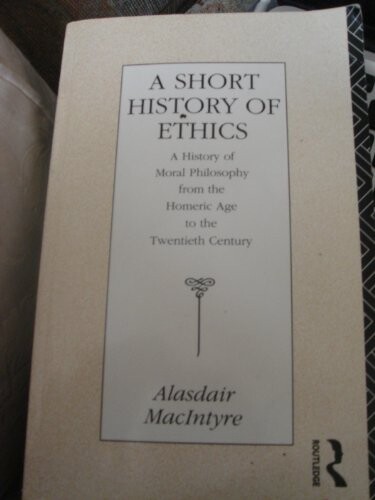 A SHORT
HISTORY OF
ETHICS
A History of
Moral Philosophy
from the
Homeric Age
to the
Twentieth Century
Alasdair
MacIntyre
ROUTLEDGE